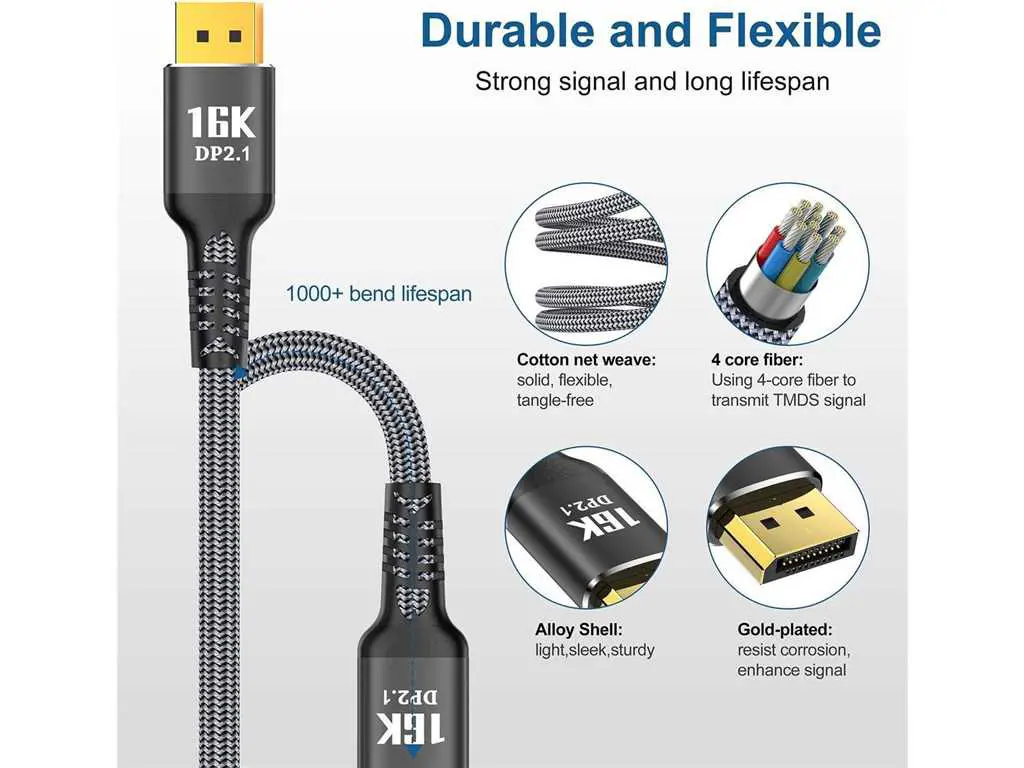 Durable and Flexible
Strong signal and long lifespan
16K
DP2.1
1000+ bend lifespan
Cotton net weave:
solid, flexible,
tangle-free
4 core fiber:
Using 4-core fiber to
transmit TMDS signal
16K
DP2.1
Alloy Shell:
light,sleek,sturdy
Gold-plated:
resist corrosion,
enhance signal
DP2.1
16K